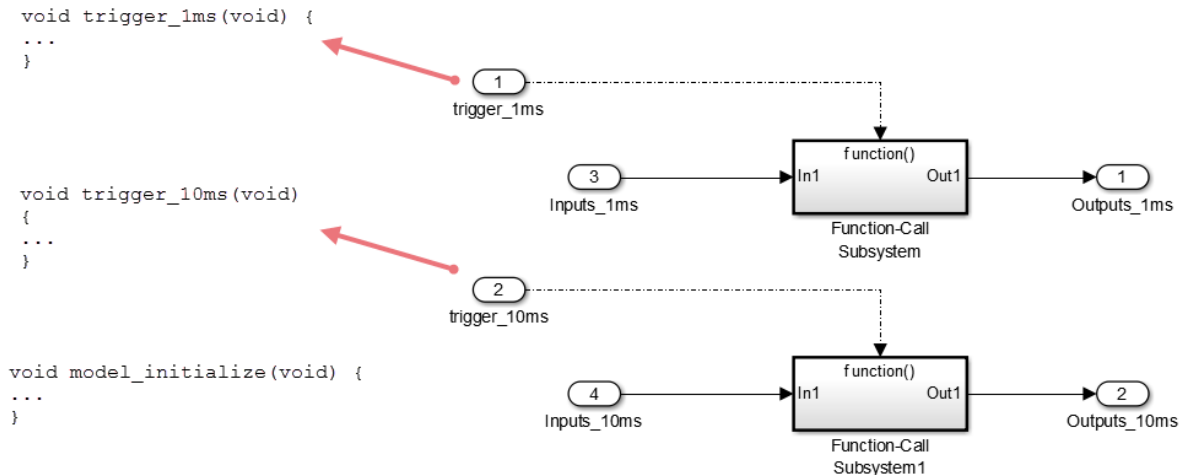 void trigger_1ms(void) {
...
}
1
trigger_1ms
function()
3
In1
Out1
1
Inputs_1ms
Outputs_1ms
Function-Call
Subsystem
void trigger_10ms(void)
{
...
}
2
trigger_10ms
function()
4
In1
Out1
2
Inputs_10ms
Outputs_10ms
Function-Call
Subsystem1
void model_initialize(void) {
...
}